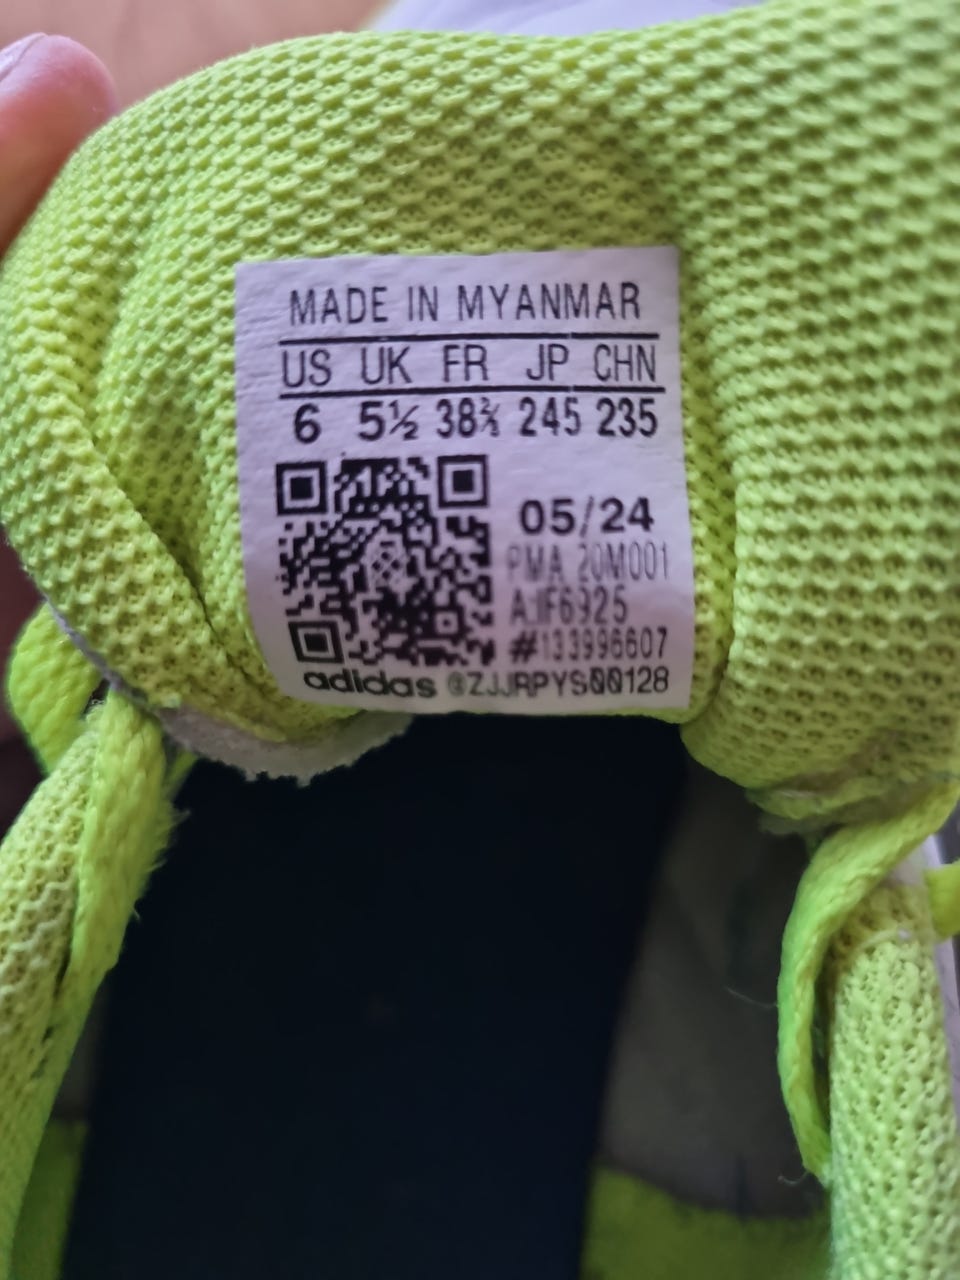 MADE IN MYANMAR
US UK FR JP CHN
6 5½ 38⅔ 245 235
05/24
PMA 20M001
A:IF6925
#133996607
adidas @ZJJRPYS00128